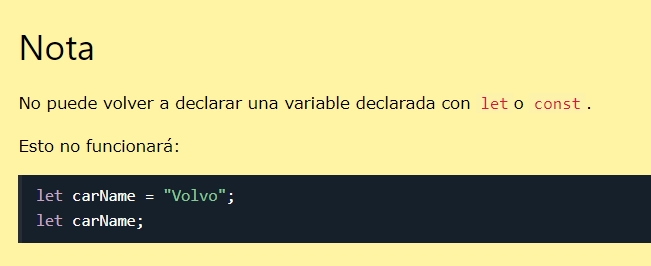 Nota
No puede volver a declarar una variable declarada con let o const .
Esto no funcionará:
let carName = "Volvo";
let carName;